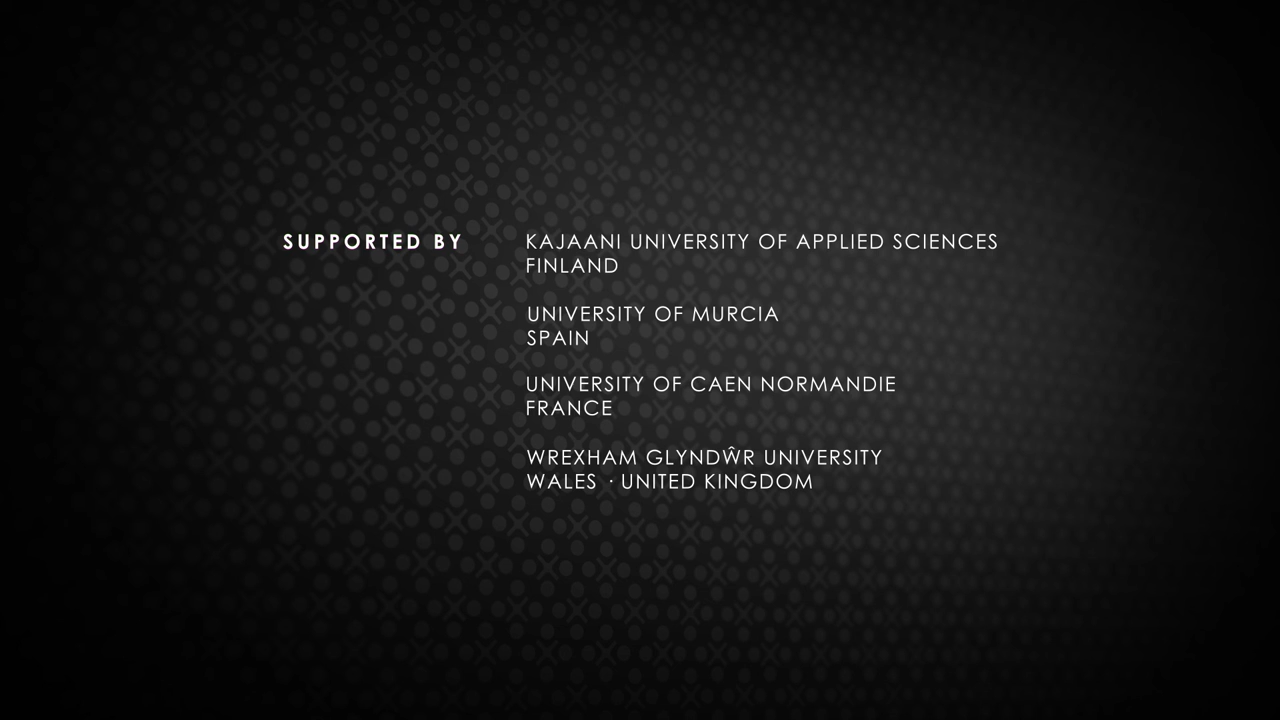 SUPPORTED BY
KAJAANI UNIVERSITY OF APPLIED SCIENCES
FINLAND
UNIVERSITY OF MURCIA
SPAIN
UNIVERSITY OF CAEN NORMANDIE
FRANCE
WREXHAM GLYNDŴR UNIVERSITY
WALES · UNITED KINGDOM